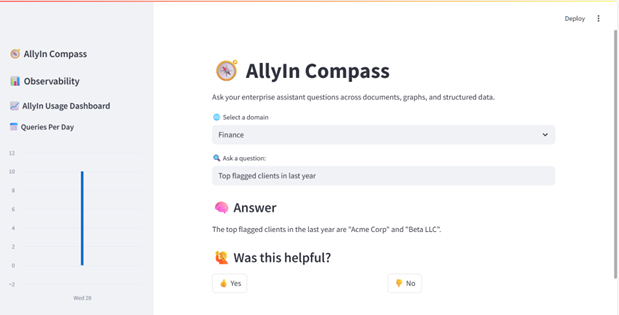 Deploy
AllyIn Compass
Observability
AllyIn Usage Dashboard
Queries Per Day
12
10
8
6
4
2
0
−2
Wed 28
AllyIn Compass
Ask your enterprise assistant questions across documents, graphs, and structured data.
Select a domain
Finance
Ask a question:
Top flagged clients in last year
Answer
The top flagged clients in the last year are "Acme Corp" and "Beta LLC".
Was this helpful?
Yes
No